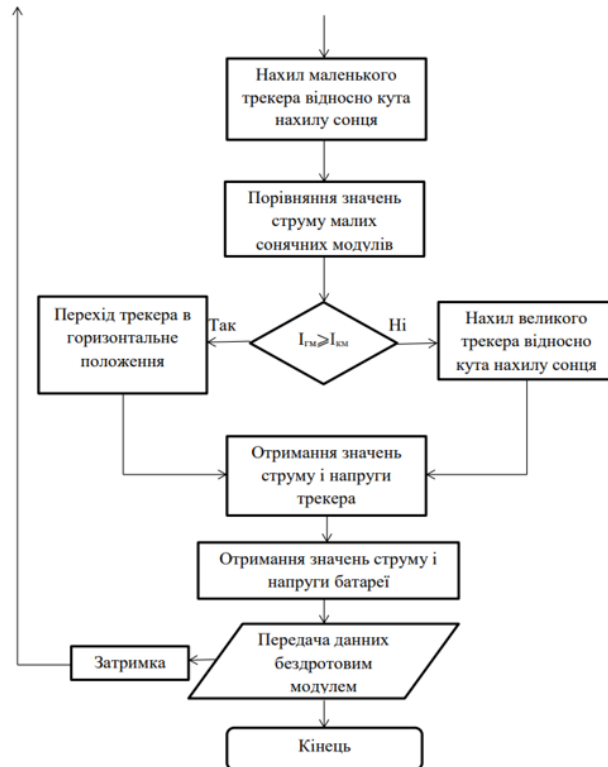 Нахил маленького
трекера відносно кута
нахилу сонця
Порівняння значень
струму малих
сонячних модулів
Перехід трекера в
горизонтальне
положення
Так
Iгм⩾Iкм
Ні
Нахил великого
трекера відносно
кута нахилу сонця
Отримання значень
струму і напруги
трекера
Отримання значень струму і
напруги батареї
Передача данних
бездротовим
модулем
Затримка
Кінець